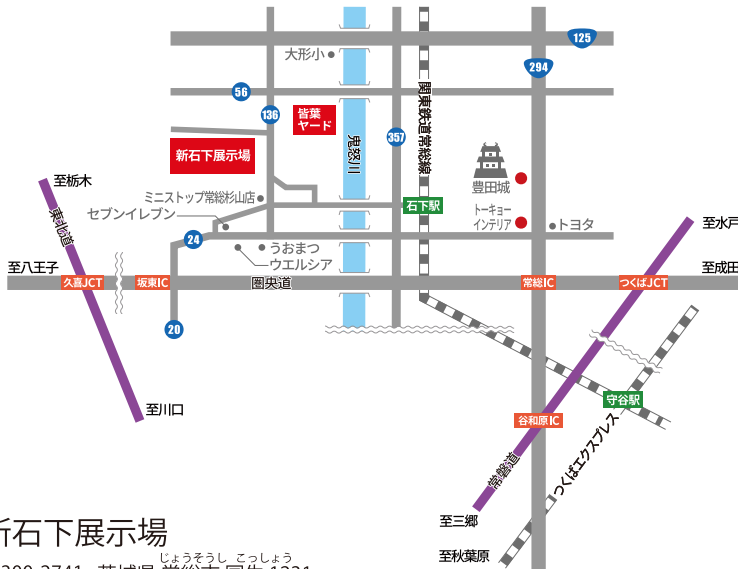 125
294
大形小
56
136
皆葉
ヤード
357
鬼怒川
関東鉄道常総線
新石下展示場
至栃木
東北道
豊田城
ミニストップ常総杉山店
石下駅
セブンイレブン
トーキョー
インテリア
トヨタ
至水戸
24
うおまつ
ウエルシア
至八王子
至成田
久喜JCT
坂東IC
圏央道
常総IC
つくばJCT
20
守谷駅
至川口
谷和原IC
つくばエクスプレス
常磐道
至三郷
至秋葉原
新石下展示場
じょうそうし こっしょう